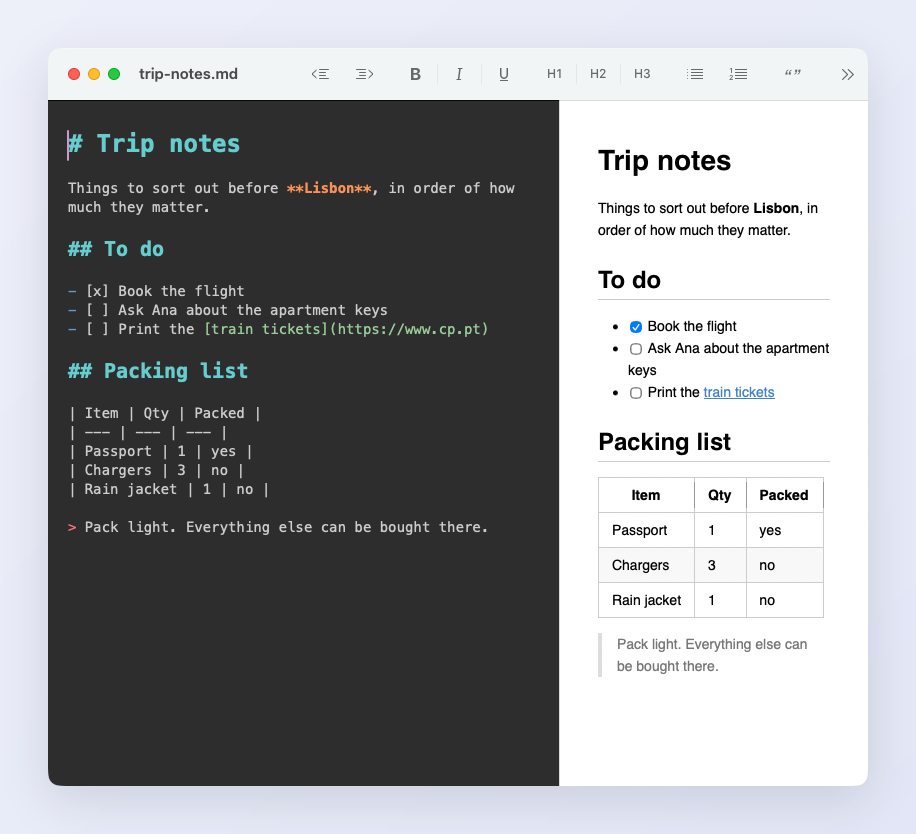 trip-notes.md
B
I
U
H1
H2
H3
“”
# Trip notes
Things to sort out before **Lisbon**, in order of how
much they matter.
## To do
- [x] Book the flight
- [ ] Ask Ana about the apartment keys
- [ ] Print the [train tickets](https://www.cp.pt)
## Packing list
| Item | Qty | Packed |
| --- | --- | --- |
| Passport | 1 | yes |
| Chargers | 3 | no |
| Rain jacket | 1 | no |
> Pack light. Everything else can be bought there.
Trip notes
Things to sort out before Lisbon, in
order of how much they matter.
To do
Book the flight
Ask Ana about the apartment
keys
Print the train tickets
Packing list
Item Qty Packed
Passport 1 yes
Chargers 3 no
Rain jacket 1 no
Pack light. Everything else can
be bought there.